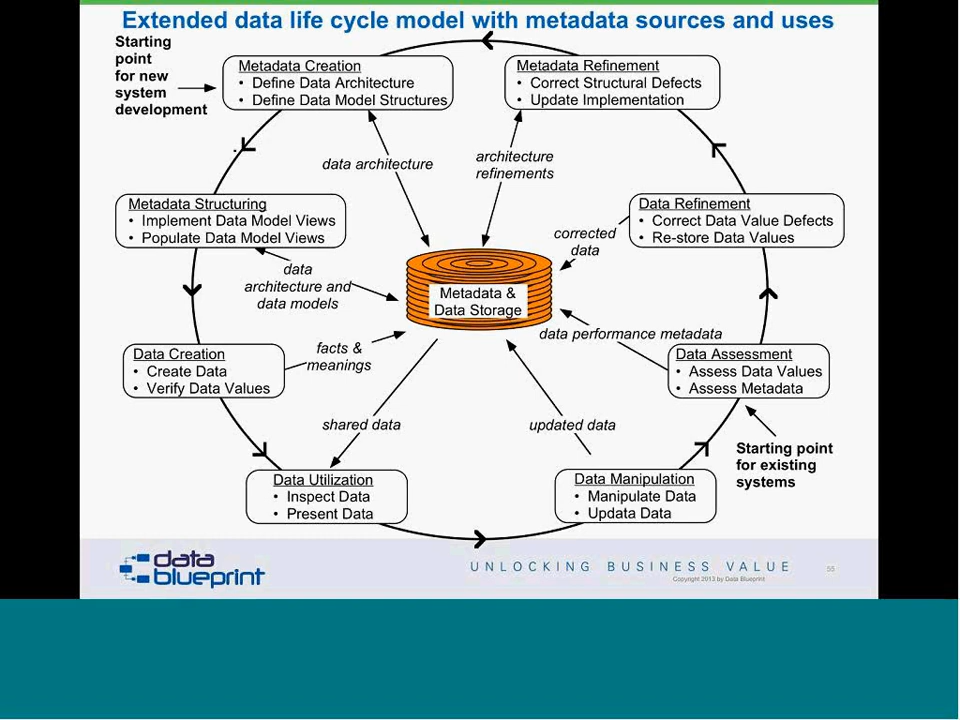 Extended data life cycle model with metadata sources and uses
Starting
point
for new
system
development
Metadata Creation
• Define Data Architecture
• Define Data Model Structures
Metadata Refinement
• Correct Structural Defects
• Update Implementation
data architecture
architecture
refinements
Metadata Structuring
• Implement Data Model Views
• Populate Data Model Views
Data Refinement
• Correct Data Value Defects
• Re-store Data Values
corrected
data
data
architecture and
data models
Metadata &
Data Storage
data performance metadata
facts &
meanings
Data Creation
• Create Data
• Verify Data Values
Data Assessment
• Assess Data Values
• Assess Metadata
shared data
updated data
Starting point
for existing
systems
Data Utilization
• Inspect Data
• Present Data
Data Manipulation
• Manipulate Data
• Updata Data
data
blueprint
UNLOCKING BUSINESS VALUE
55
Copyright 2013 by Data Blueprint